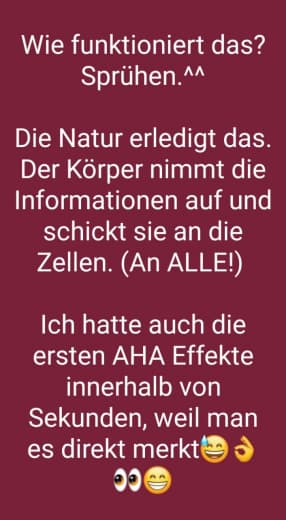 Wie funktioniert das?
Sprühen.^^
Die Natur erledigt das.
Der Körper nimmt die
Informationen auf und
schickt sie an die
Zellen. (An ALLE!)
Ich hatte auch die
ersten AHA Effekte
innerhalb von
Sekunden, weil man
es direkt merkt😅👌
👀😁